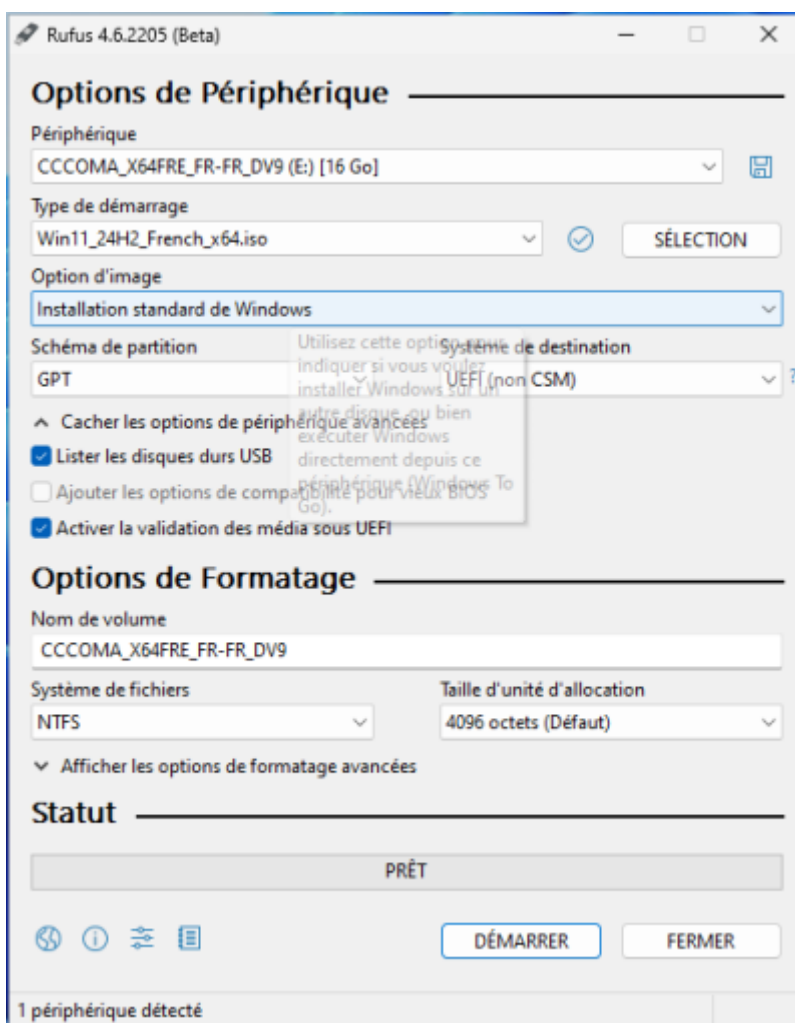 Rufus 4.6.2205 (Beta)
Options de Périphérique
Périphérique
CCCOMA_X64FRE_FR-FR_DV9 (E:) [16 Go]
Type de démarrage
Win11_24H2_French_x64.iso
SÉLECTION
Option d'image
Installation standard de Windows
Schéma de partition
Système de destination
GPT
UEFI (non CSM)
?
Utilisez cette option pour
indiquer si vous voulez
installer Windows sur un
autre disque, ou bien
exécuter Windows
directement depuis ce
périphérique (Windows To
Go).
Cacher les options de périphérique avancées
Lister les disques durs USB
Ajouter les options de compatibilité pour vieux BIOS
Activer la validation des média sous UEFI
Options de Formatage
Nom de volume
CCCOMA_X64FRE_FR-FR_DV9
Système de fichiers
Taille d'unité d'allocation
NTFS
4096 octets (Défaut)
Afficher les options de formatage avancées
Statut
PRÊT
DÉMARRER
FERMER
1 périphérique détecté